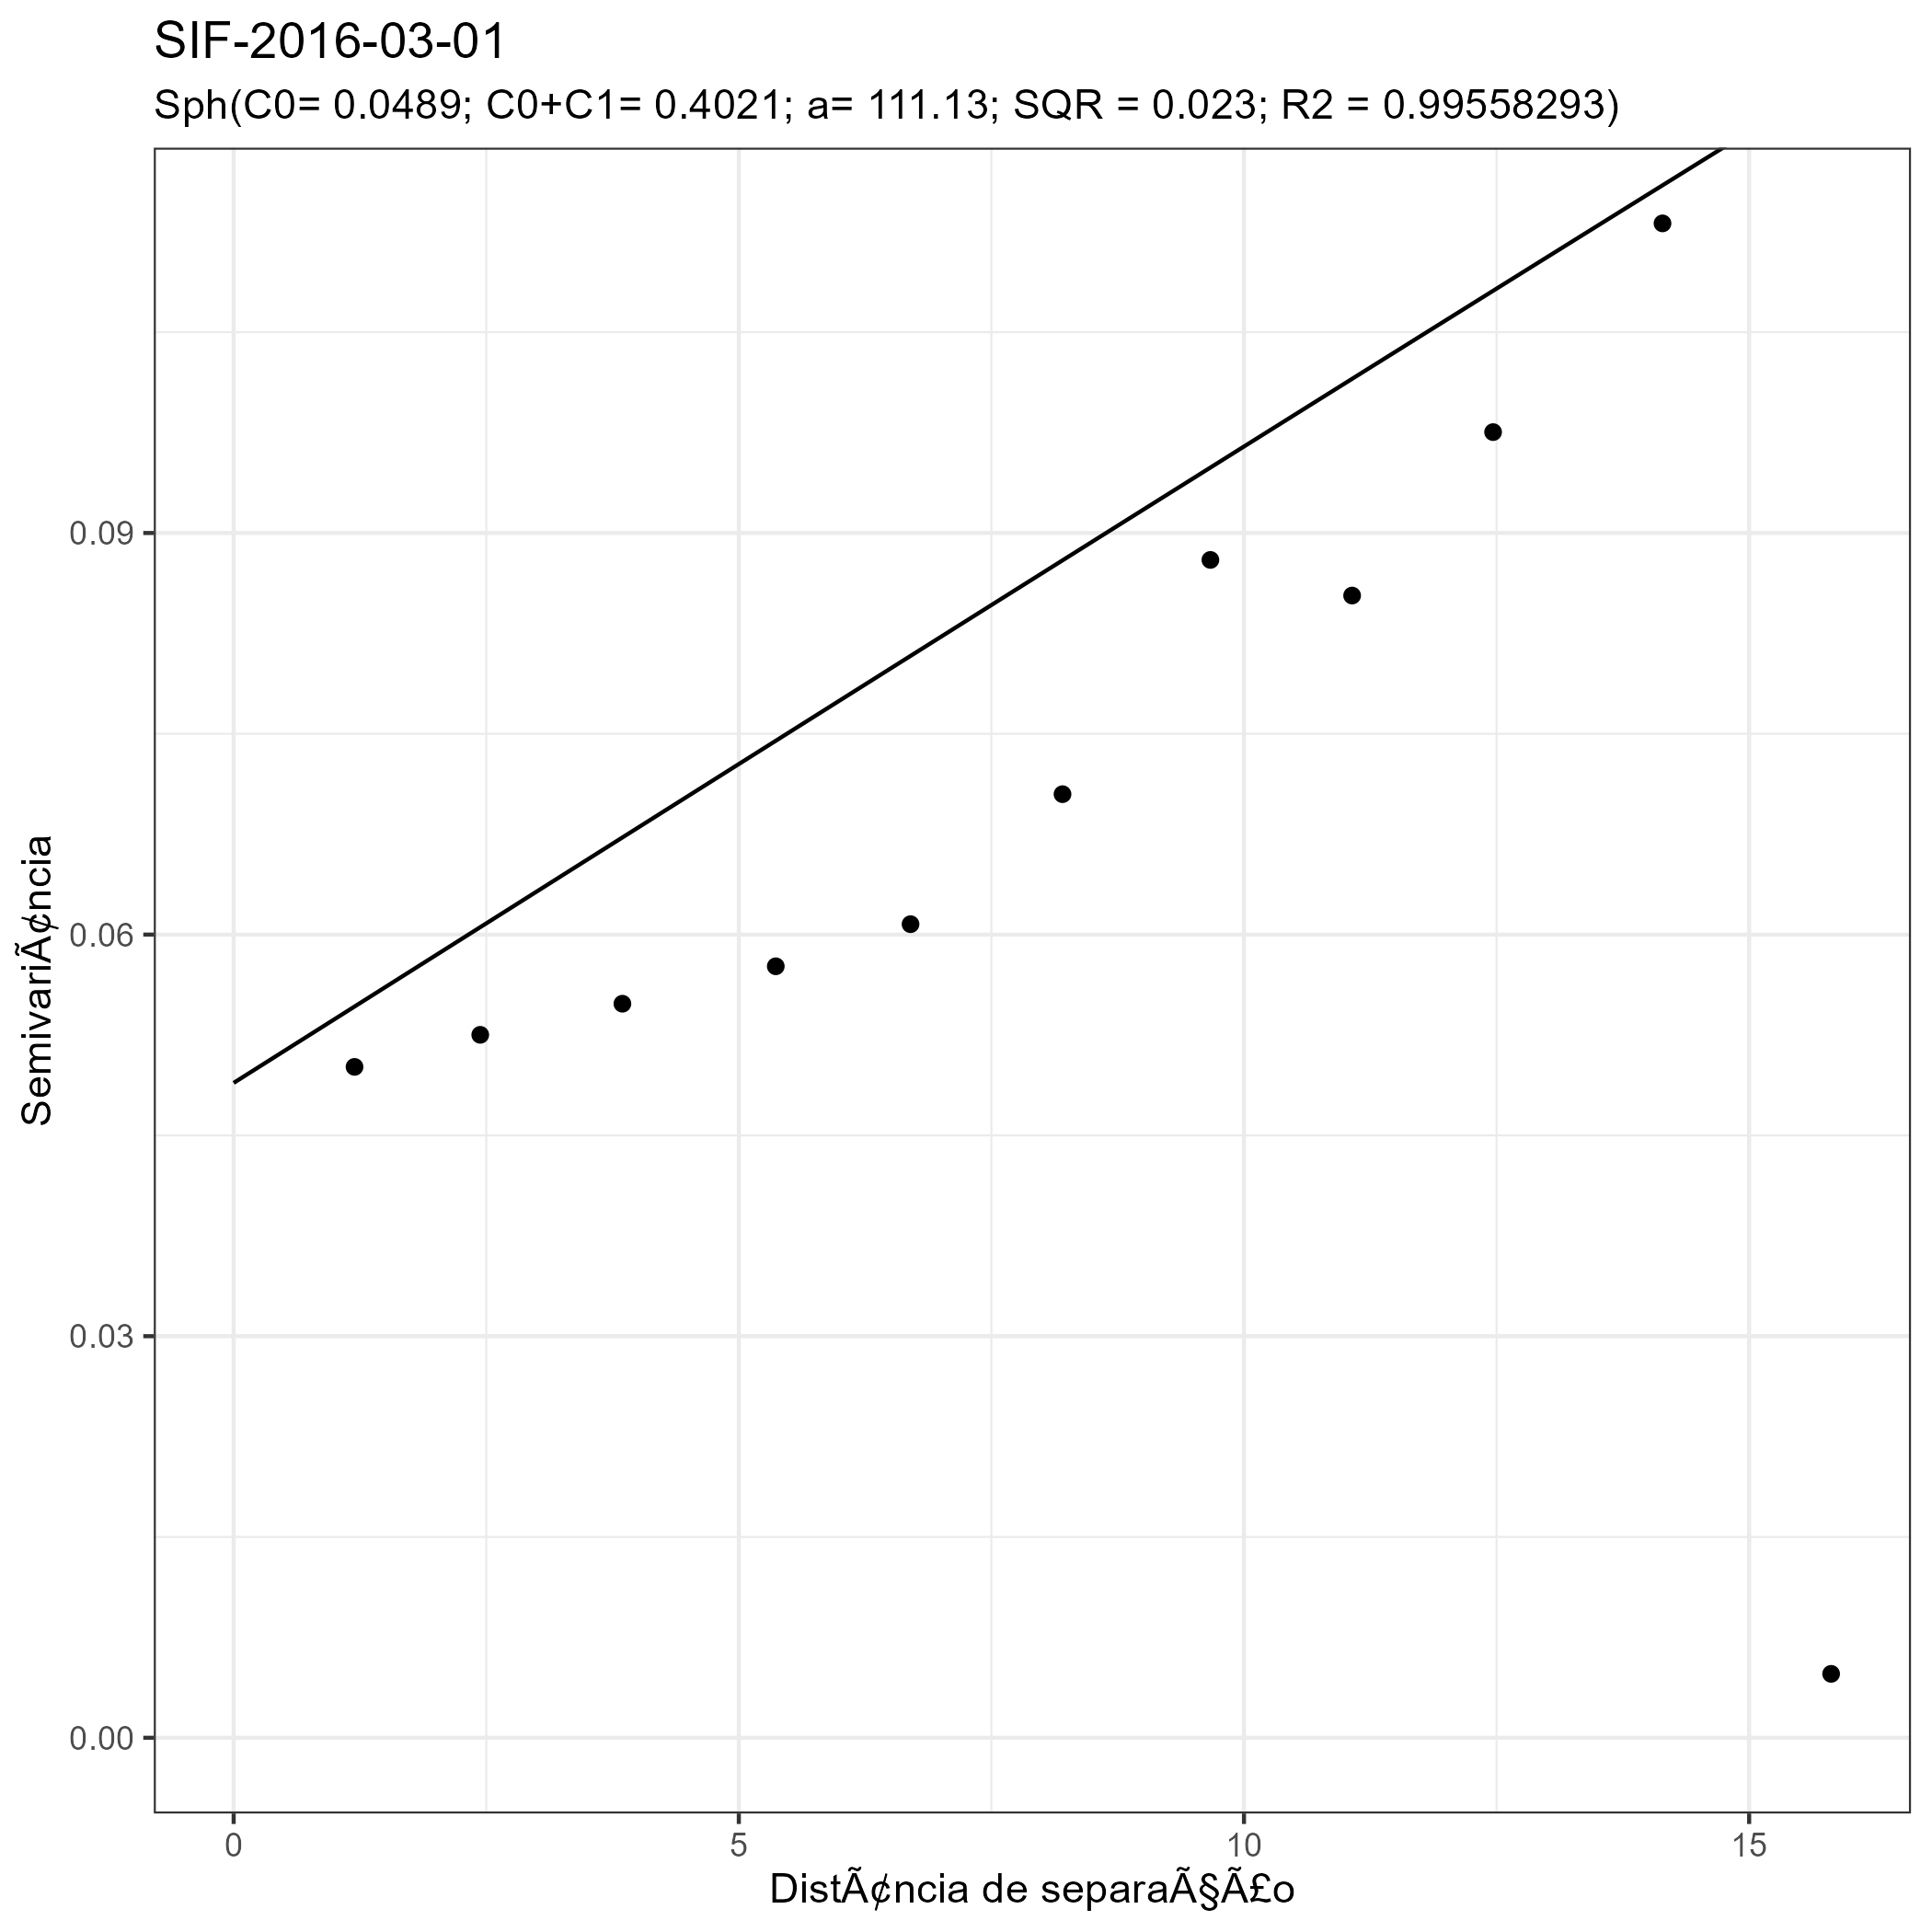 SIF-2016-03-01
Sph(C0= 0.0489; C0+C1= 0.4021; a= 111.13; SQR = 0.023; R2 = 0.99558293)
SemivariÃ¢ncia
0.09
0.06
0.03
0.00
0 5 10 15
DistÃ¢ncia de separaÃ§Ã£o